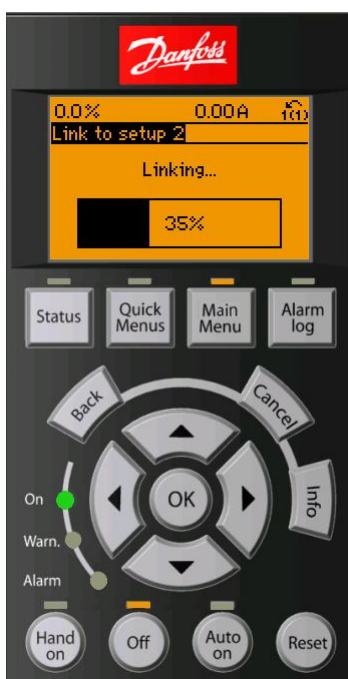 Danfoss
0.0% 0.00A 1(1)
Link to setup 2
Linking...
35%
Status Quick Menus Main Menu Alarm log
Back Cancel
OK Info
On
Warn.
Alarm
Hand on Off Auto on Reset